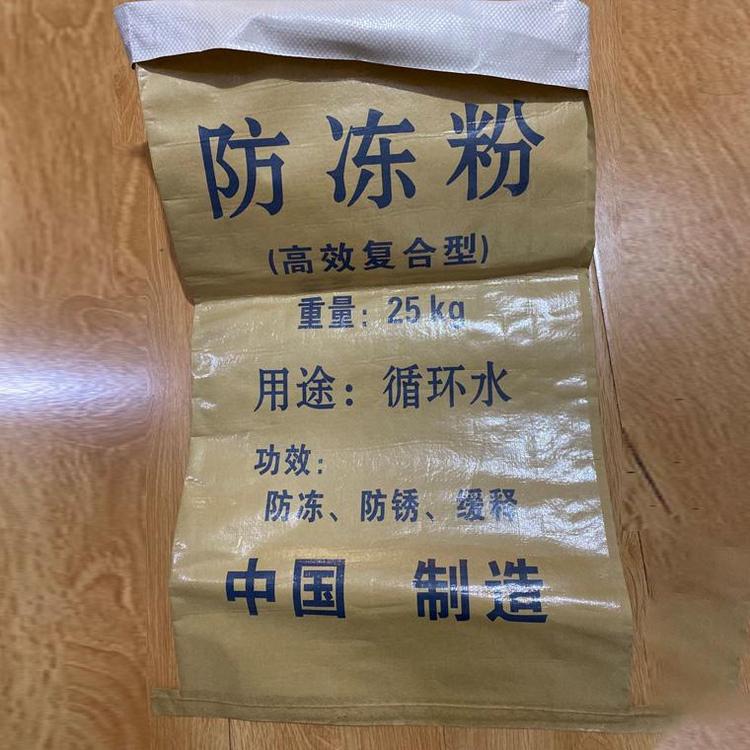 防冻粉
(高效复合型)
重量：25kg
用途：循环水
功效：
防冻、防锈、缓释
中国 制造